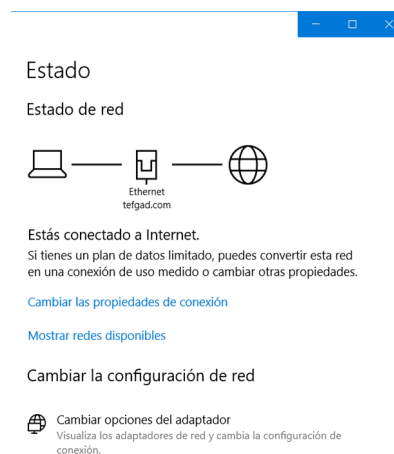 Estado
Estado de red
Ethernet
tefgad.com
Estás conectado a Internet.
Si tienes un plan de datos limitado, puedes convertir esta red
en una conexión de uso medido o cambiar otras propiedades.
Cambiar las propiedades de conexión
Mostrar redes disponibles
Cambiar la configuración de red
Cambiar opciones del adaptador
Visualiza los adaptadores de red y cambia la configuración de
conexión.